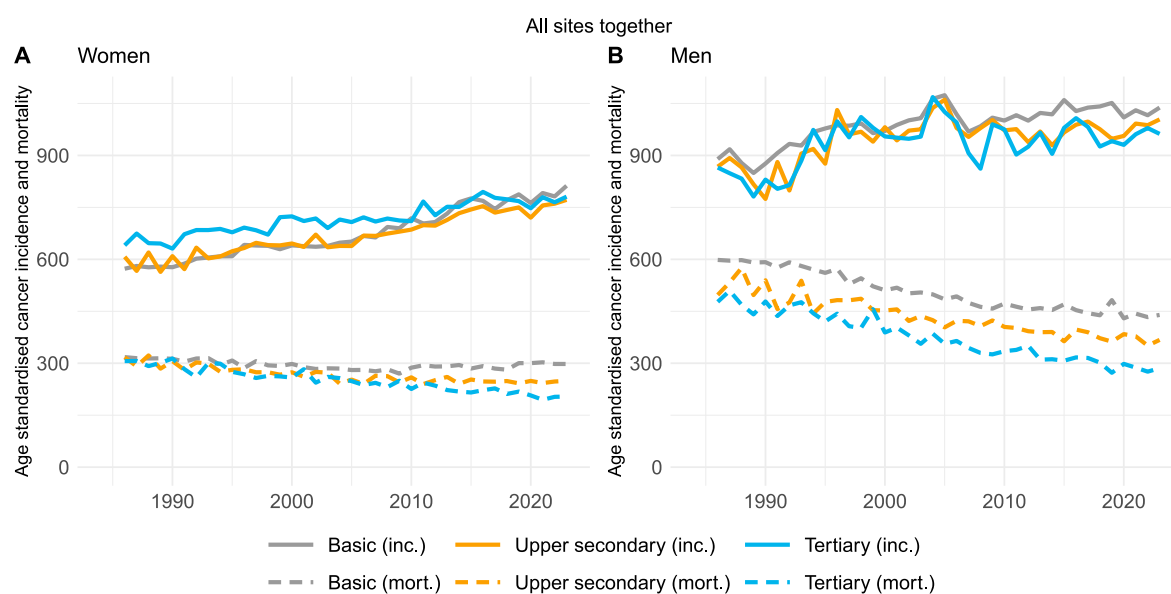 All sites together
A Women
B Men
Age standardised cancer incidence and mortality
900
600
300
0
1990 2000 2010 2020
Age standardised cancer incidence and mortality
900
600
300
0
1990 2000 2010 2020
Basic (inc.) Upper secondary (inc.) Tertiary (inc.)
Basic (mort.) Upper secondary (mort.) Tertiary (mort.)